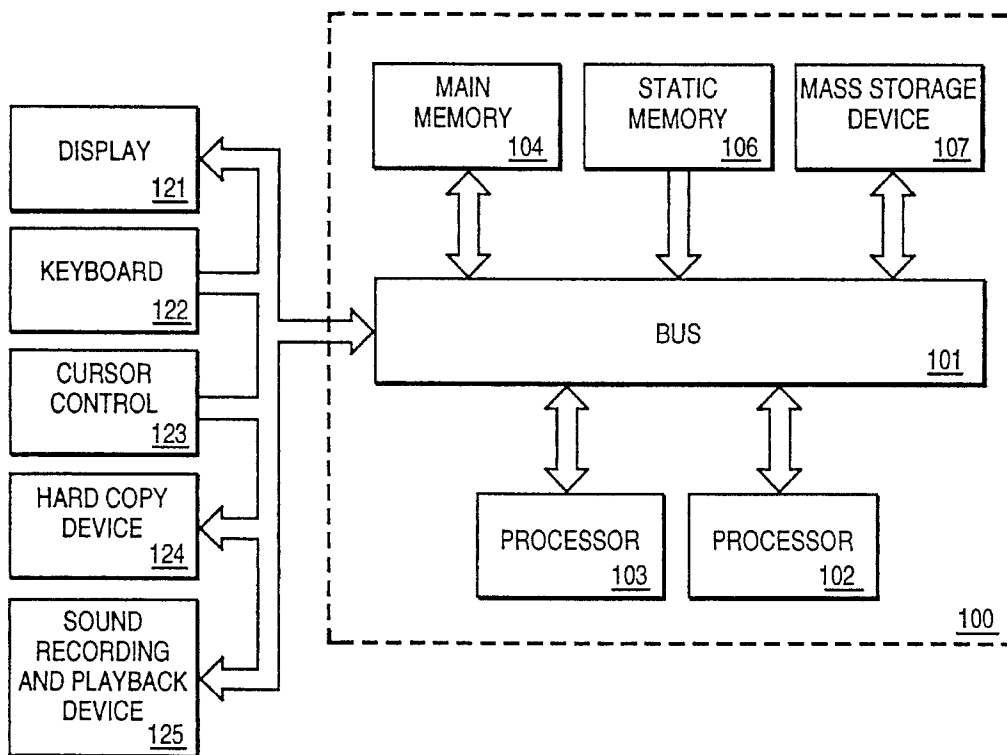 MAIN
MEMORY
104
STATIC
MEMORY
106
MASS STORAGE
DEVICE
107
DISPLAY
121
KEYBOARD
122
CURSOR
CONTROL
123
HARD COPY
DEVICE
124
SOUND
RECORDING
AND PLAYBACK
DEVICE
125
BUS
101
PROCESSOR
103
PROCESSOR
102
100